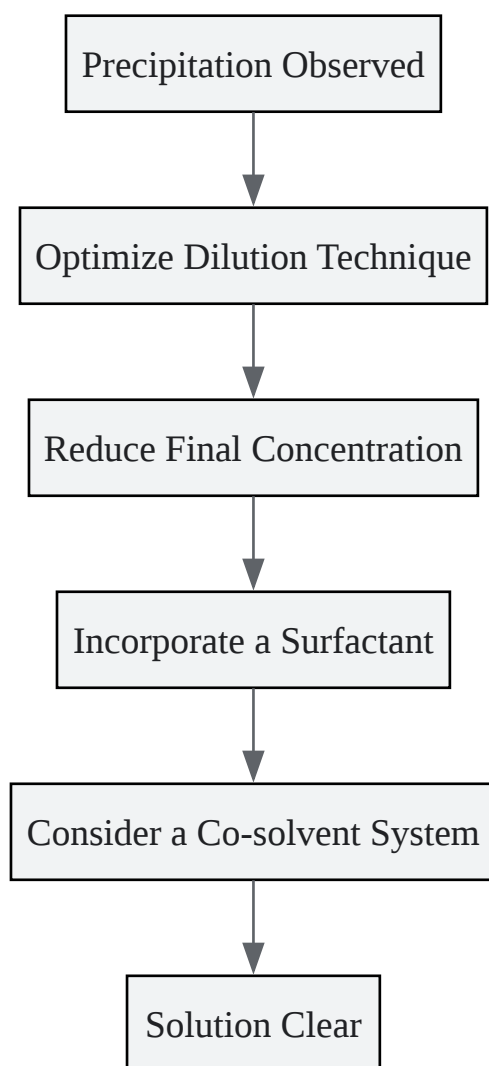 Precipitation Observed
Optimize Dilution Technique
Reduce Final Concentration
Incorporate a Surfactant
Consider a Co-solvent System
Solution Clear